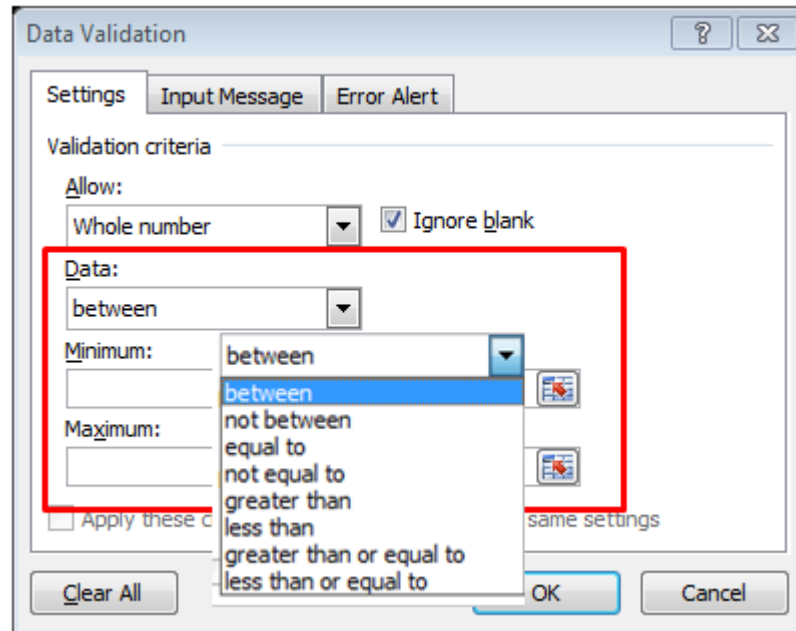 Data Validation
Settings Input Message Error Alert
Validation criteria
Allow:
Whole number Ignore blank
Data:
between
Minimum:
between
between
not between
Maximum:
equal to
not equal to
greater than
less than
greater than or equal to
less than or equal to
Apply these c same settings
Clear All OK Cancel